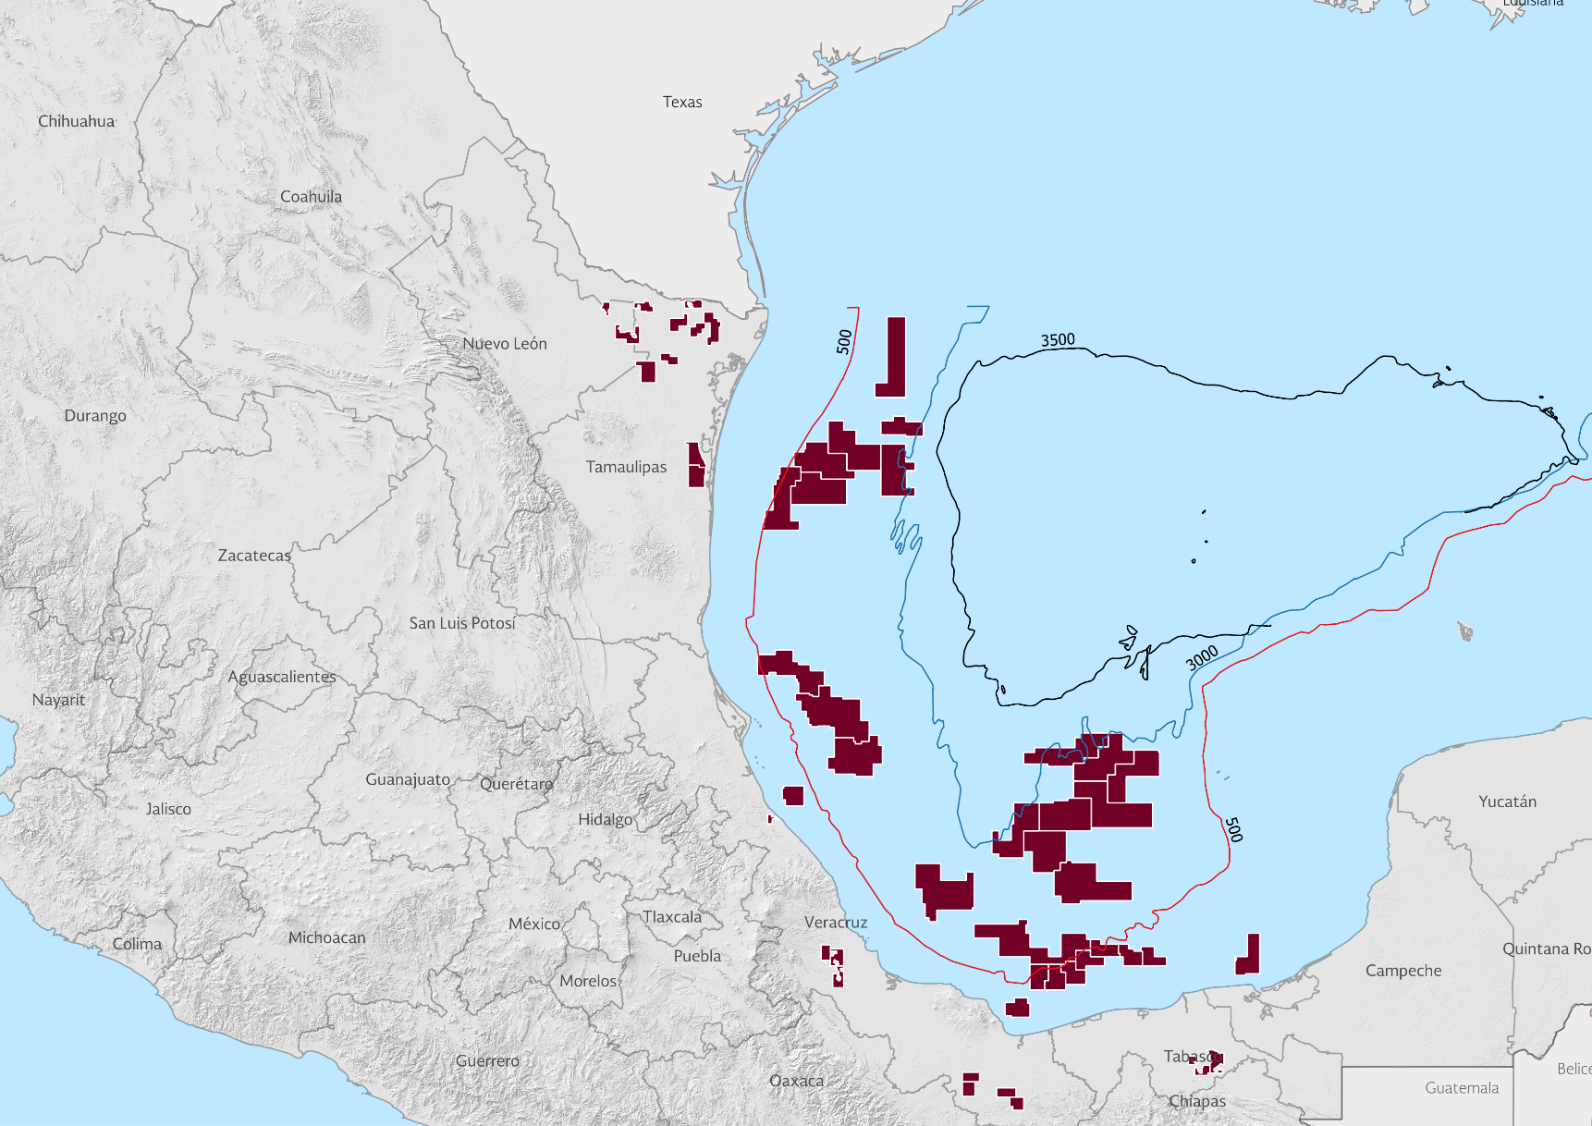 Louisiana
Texas
Chihuahua
Coahuila
500
3500
Nuevo León
Durango
Tamaulipas
Zacatecas
San Luis Potosí
3000
Aguascalientes
Nayarit
Guanajuato
Querétaro
Yucatán
Jalisco
Hidalgo
500
Tlaxcala
Veracruz
México
Michoacan
Colima
Puebla
Quintana Ro
Campeche
Morelos
Guerrero
Tabasco
Belice
Oaxaca
Guatemala
Chiapas